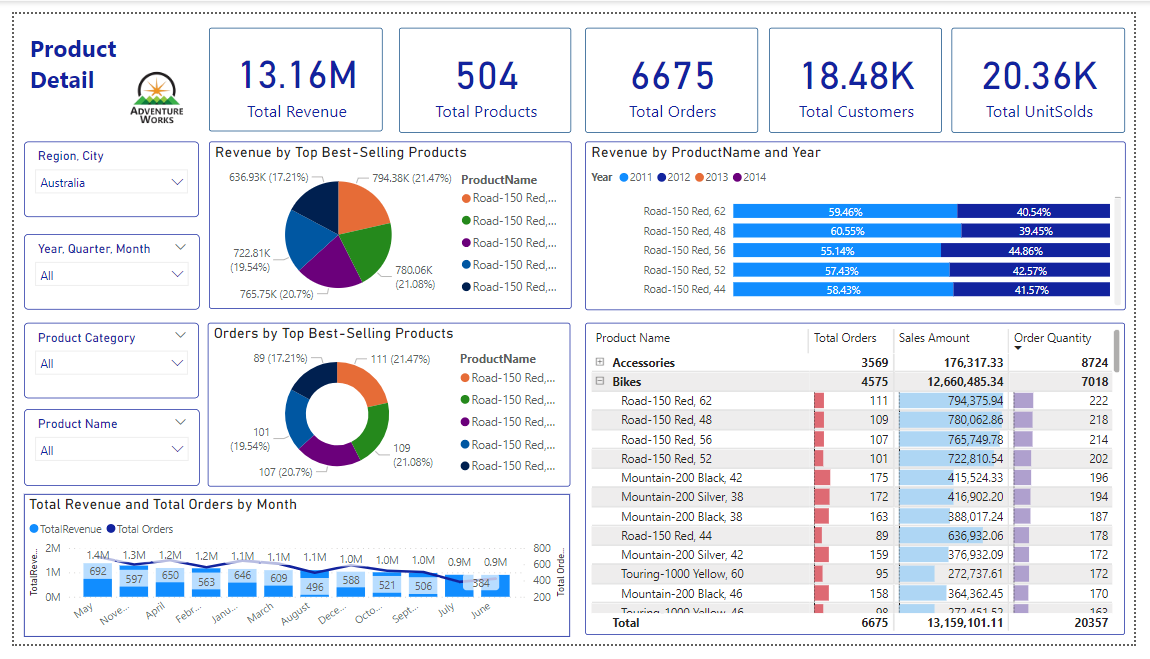 Product
Detail
ADVENTURE
WORKS
13.16M
Total Revenue
504
Total Products
6675
Total Orders
18.48K
Total Customers
20.36K
Total UnitSolds
Region, City
Australia
Year, Quarter, Month
All
Product Category
All
Product Name
All
Revenue by Top Best-Selling Products
636.93K (17.21%)
794.38K (21.47%)
722.81K
(19.54%)
780.06K
(21.08%)
765.75K (20.7%)
ProductName
Road-150 Red,...
Road-150 Red,...
Road-150 Red,...
Road-150 Red,...
Road-150 Red,...
Revenue by ProductName and Year
Year 2011 2012 2013 2014
Road-150 Red, 62 59.46% 40.54%
Road-150 Red, 48 60.55% 39.45%
Road-150 Red, 56 55.14% 44.86%
Road-150 Red, 52 57.43% 42.57%
Road-150 Red, 44 58.43% 41.57%
Orders by Top Best-Selling Products
89 (17.21%)
111 (21.47%)
101
(19.54%)
109
(21.08%)
107 (20.7%)
ProductName
Road-150 Red,...
Road-150 Red,...
Road-150 Red,...
Road-150 Red,...
Road-150 Red,...
Product Name Total Orders Sales Amount Order Quantity
Accessories 3569 176,317.33 8724
Bikes 4575 12,660,485.34 7018
Road-150 Red, 62 111 794,375.94 222
Road-150 Red, 48 109 780,062.86 218
Road-150 Red, 56 107 765,749.78 214
Road-150 Red, 52 101 722,810.54 202
Mountain-200 Black, 42 175 415,524.33 196
Mountain-200 Silver, 38 172 416,902.20 194
Mountain-200 Black, 38 163 388,017.24 187
Road-150 Red, 44 89 636,932.06 178
Mountain-200 Silver, 42 159 376,932.09 172
Touring-1000 Yellow, 60 95 272,737.61 172
Mountain-200 Black, 46 158 364,362.45 170
Touring-1000 Yellow, 46 98 272,451.52 163
Total 6675 13,159,101.11 20357
Total Revenue and Total Orders by Month
TotalRevenue Total Orders
TotalReve...
2M
1M
0M
1.4M 1.3M 1.2M 1.2M 1.1M 1.1M 1.1M 1.0M 1.0M 1.0M 0.9M 0.9M
692 597 650 563 646 609 496 588 521 506 384
800
600
400
200
Total Orde...
May Nove... April Febr... Janu... March August Dece... Octo... Sept... July June